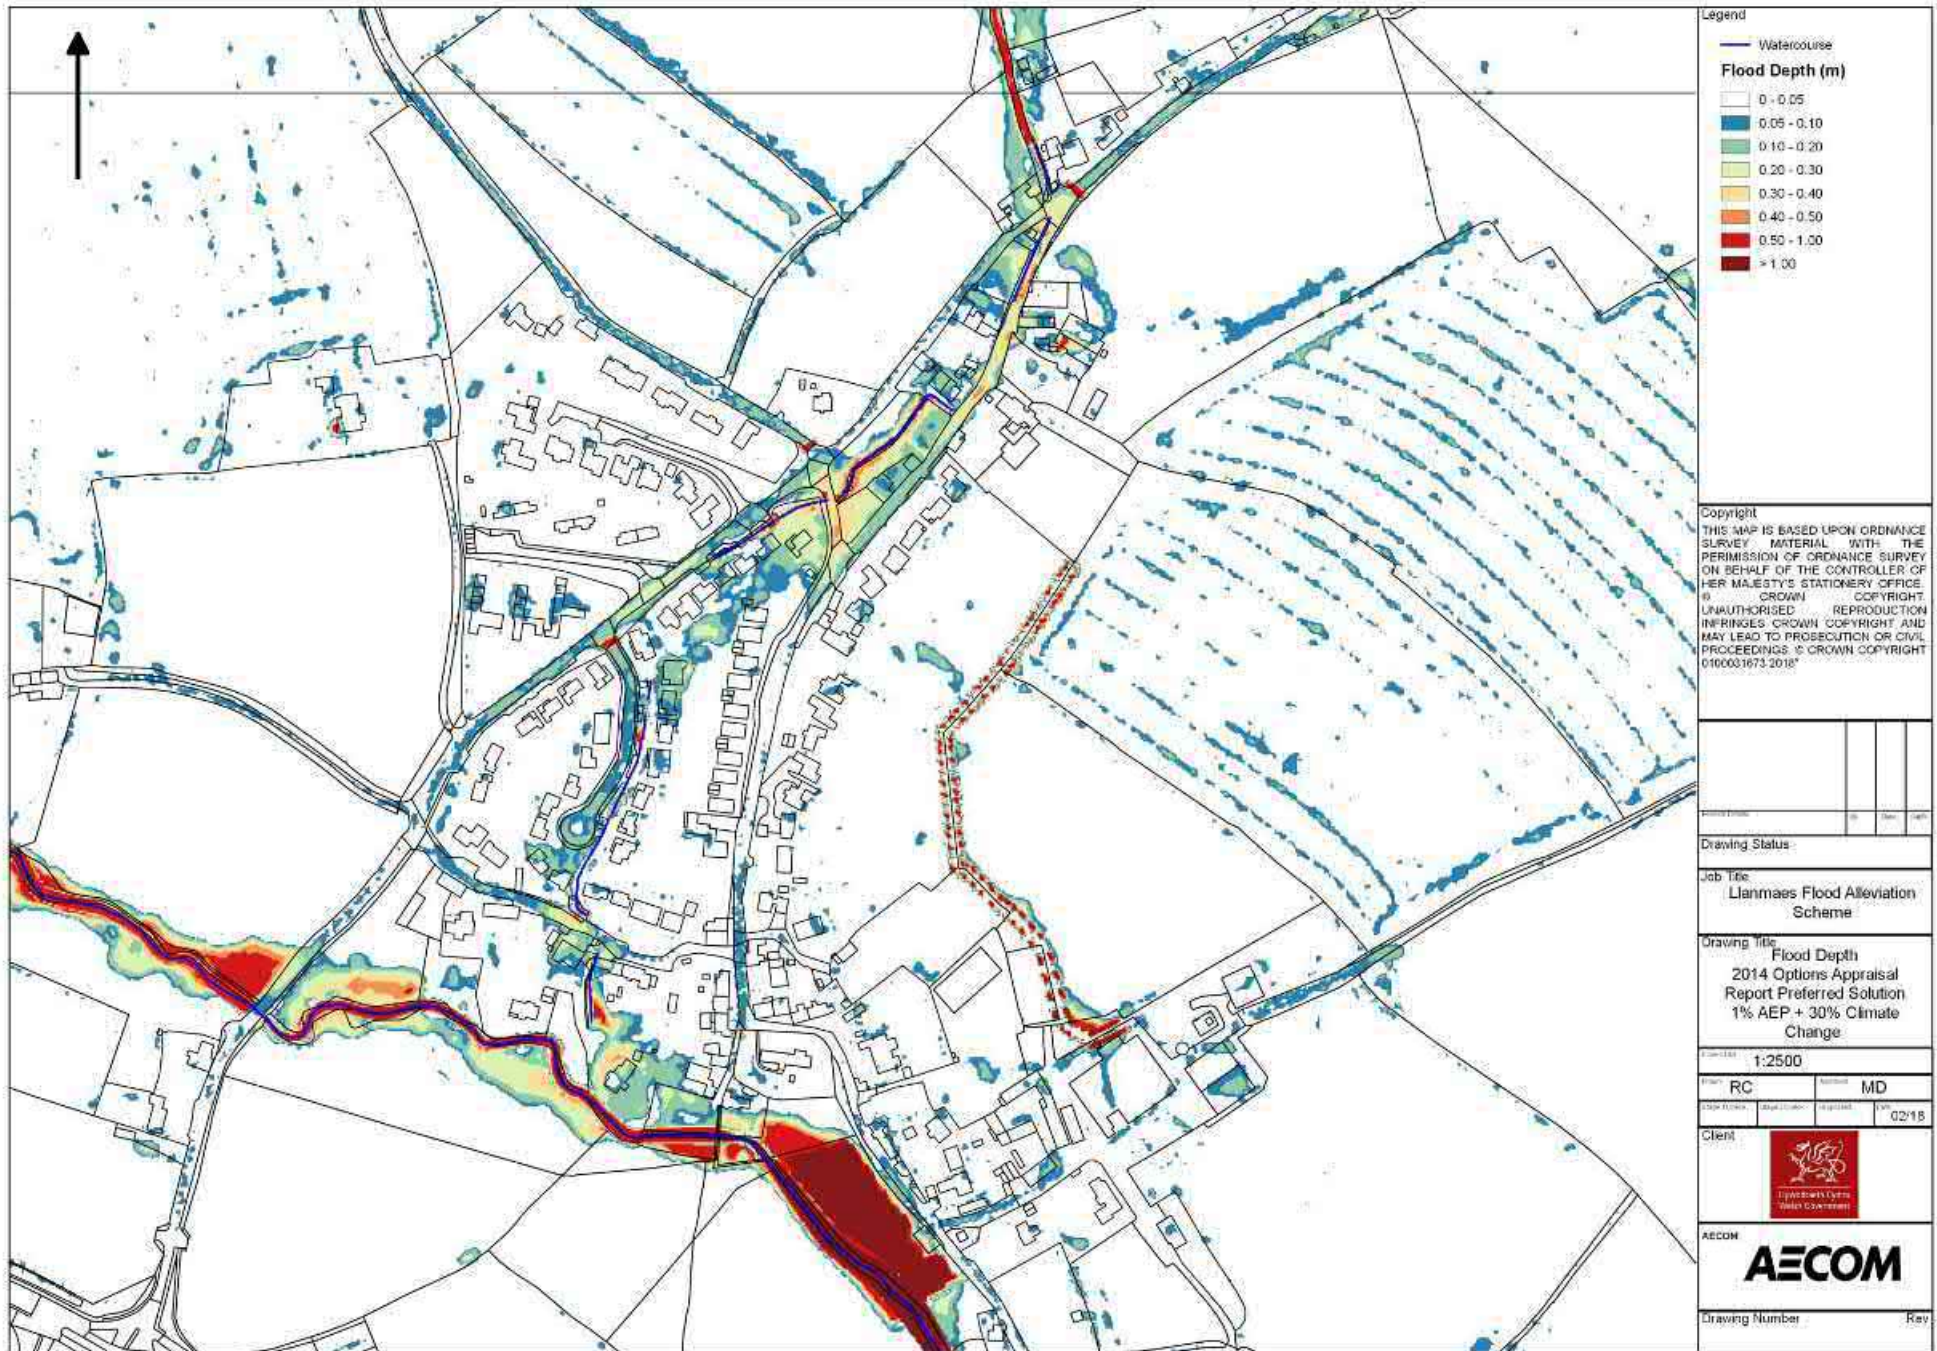 Legend
Watercourse
Flood Depth (m)
0 - 0.05
0.05 - 0.10
0.10 - 0.20
0.20 - 0.30
0.30 - 0.40
0.40 - 0.50
0.50 - 1.00
> 1.00
Copyright
THIS MAP IS BASED UPON ORDNANCE
SURVEY MATERIAL WITH THE
PERIMISSION OF ORDNANCE SURVEY
ON BEHALF OF THE CONTROLLER OF
HER MAJESTY'S STATIONERY OFFICE.
© CROWN COPYRIGHT.
UNAUTHORISED REPRODUCTION
INFRINGES CROWN COPYRIGHT AND
MAY LEAD TO PROSECUTION OR CIVIL
PROCEEDINGS. © CROWN COPYRIGHT
0100031673 2018"
Drawing Status
Job Title
Llanmaes Flood Alleviation
Scheme
Drawing Title
Flood Depth
2014 Options Appraisal
Report Preferred Solution
1% AEP + 30% Climate
Change
1:2500
RC MD
02/18
Client
Llywodraeth Cymru
Welsh Government
AECOM
AECOM
Drawing Number Rev